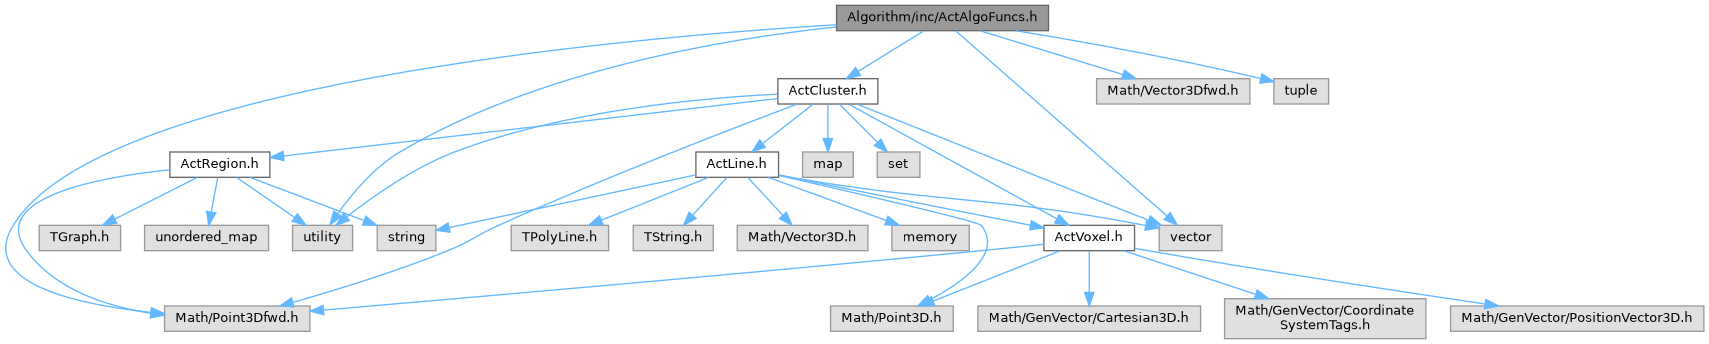 Algorithm/inc/ActAlgoFuncs.h
ActCluster.h
Math/Vector3Dfwd.h
tuple
ActRegion.h
ActLine.h
map
set
TGraph.h
unordered_map
utility
string
TPolyLine.h
TString.h
Math/Vector3D.h
memory
ActVoxel.h
vector
Math/Point3Dfwd.h
Math/Point3D.h
Math/GenVector/Cartesian3D.h
Math/GenVector/Coordinate
SystemTags.h
Math/GenVector/PositionVector3D.h